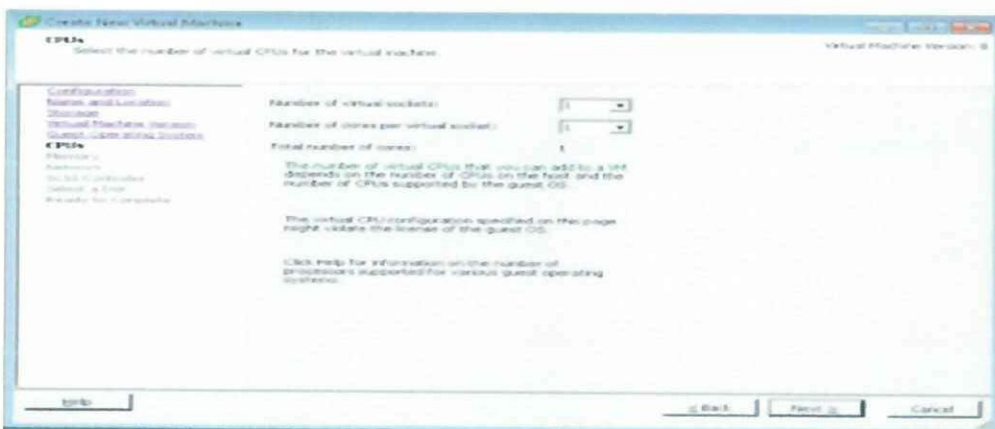 Create New Virtual Machine
CPUs
Select the number of virtual CPUs for the virtual machine.
Virtual Machine Version: 8
Configuration
Name and Location
Storage
Virtual Machine Version
Guest Operating System
CPUs
Memory
Network
SCSI Controller
Select a Disk
Ready to Complete
Number of virtual sockets:
1
Number of cores per virtual socket:
1
Total number of cores:
1
The number of virtual CPUs that you can add to a VM
depends on the number of CPUs on the host and the
number of CPUs supported by the guest OS.
The virtual CPU configuration specified on this page
might violate the license of the guest OS.
Click Help for information on the number of
processors supported for various guest operating
systems.
Help
< Back
Next >
Cancel